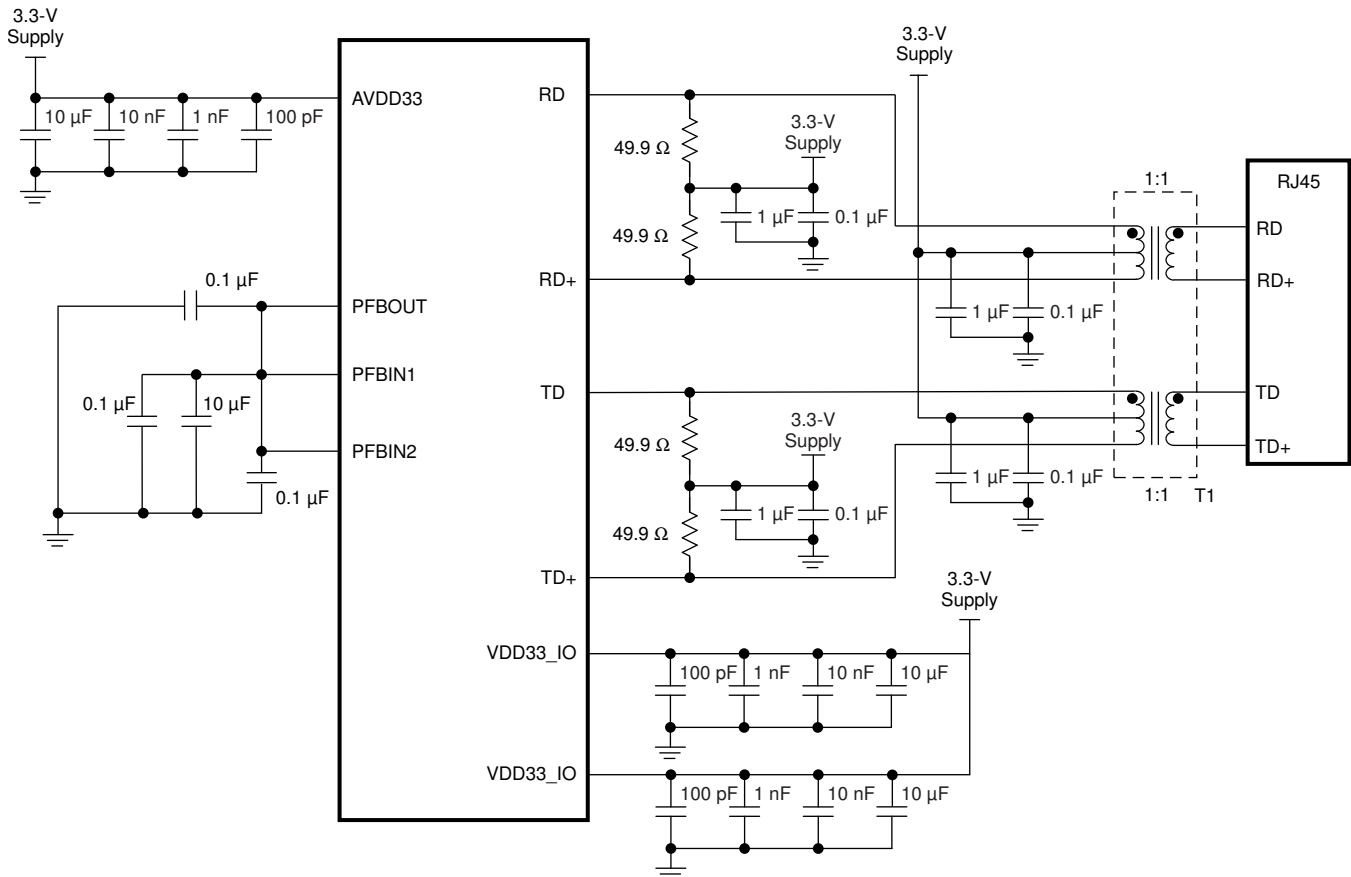 3.3-V
Supply
10 µF
10 nF
1 nF
100 pF
AVDD33
0.1 µF
PFBOUT
PFBIN1
0.1 µF
10 µF
PFBIN2
0.1 µF
RD
49.9 Ω
49.9 Ω
3.3-V
Supply
1 µF
0.1 µF
RD+
TD
49.9 Ω
49.9 Ω
3.3-V
Supply
1 µF
0.1 µF
TD+
3.3-V
Supply
1 µF
0.1 µF
1 µF
0.1 µF
1:1
1:1
T1
RJ45
RD
RD+
TD
TD+
3.3-V
Supply
VDD33_IO
100 pF
1 nF
10 nF
10 µF
VDD33_IO
100 pF
1 nF
10 nF
10 µF